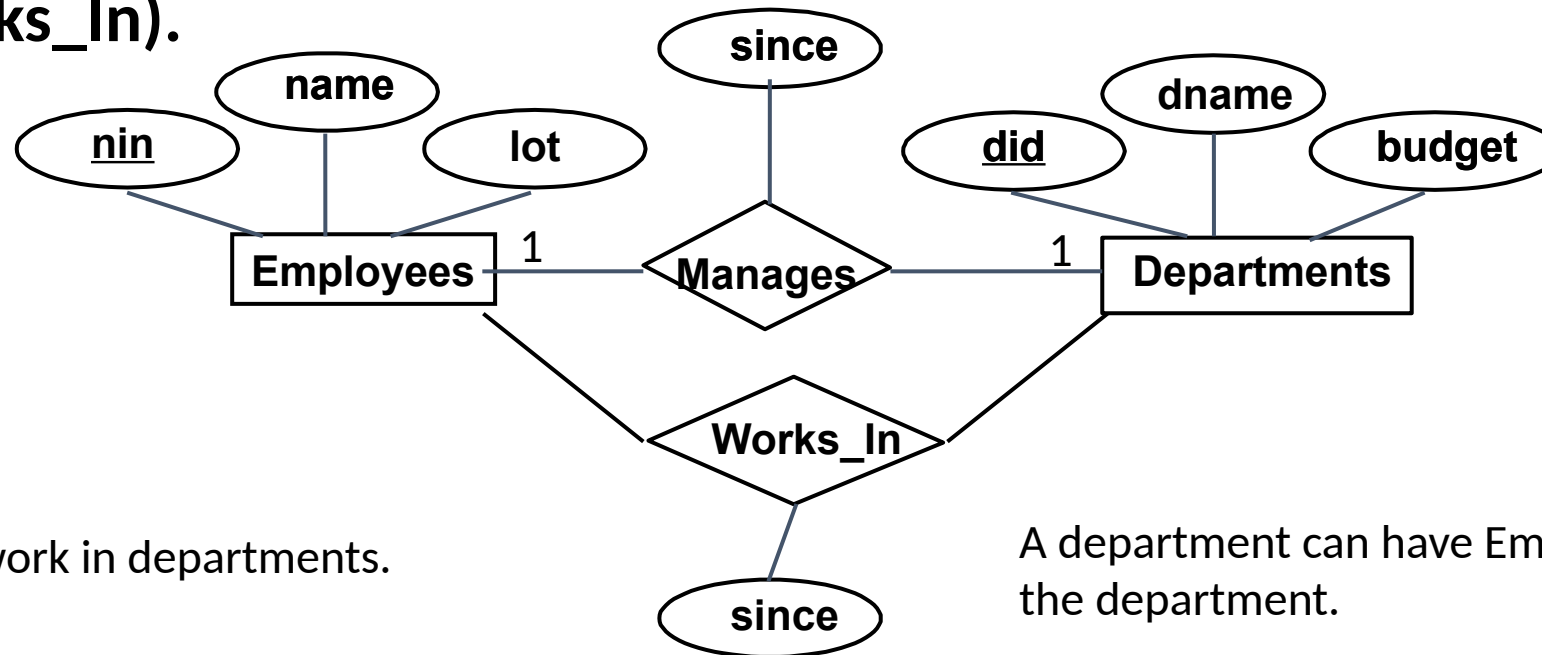 ks_In).
since
name
dname
nin
lot
did
budget
1
1
Employees
Manages
Departments
Works_In
work in departments.
A department can have Em
the department.
since